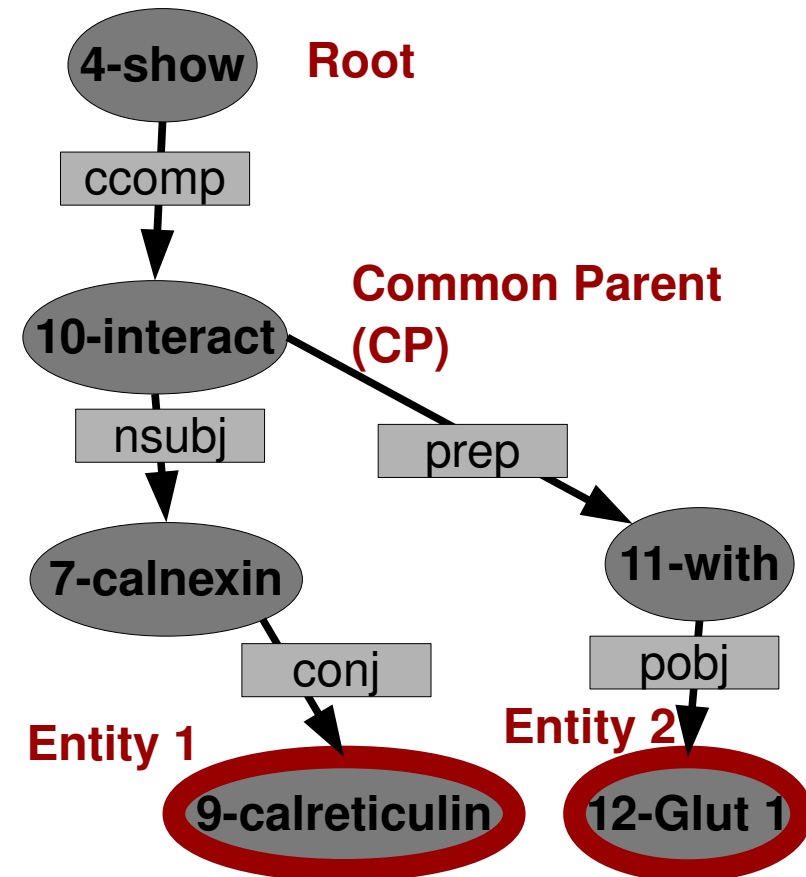 4-show
Root
ccomp
Common Parent
(CP)
10-interact
nsubj
prep
7-calnexin
11-with
conj
pobj
Entity 1
Entity 2
9-calreticulin
12-Glut 1